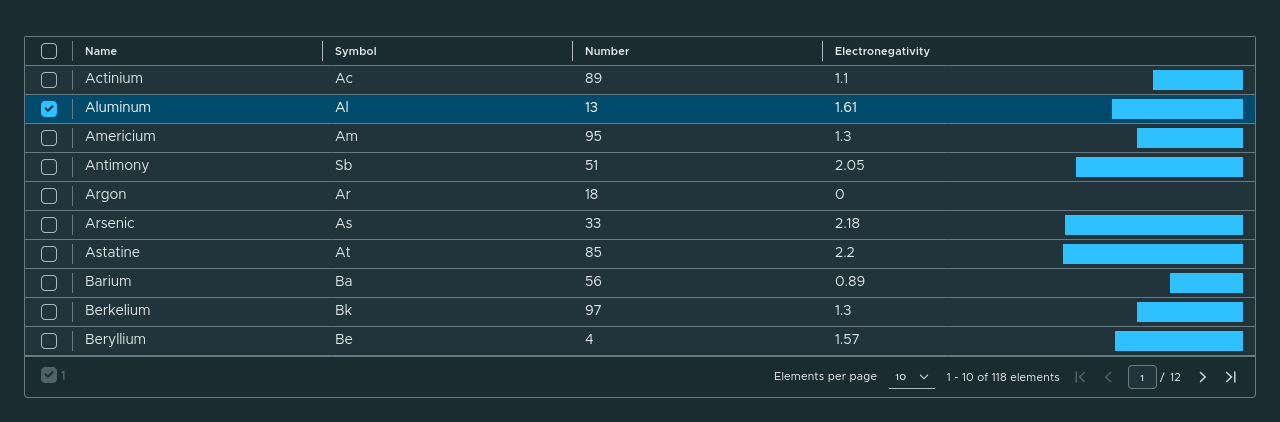 Name Symbol Number Electronegativity
Actinium Ac 89 1.1
Aluminum Al 13 1.61
Americium Am 95 1.3
Antimony Sb 51 2.05
Argon Ar 18 0
Arsenic As 33 2.18
Astatine At 85 2.2
Barium Ba 56 0.89
Berkelium Bk 97 1.3
Beryllium Be 4 1.57
1 Elements per page 10 1 - 10 of 118 elements 1 / 12